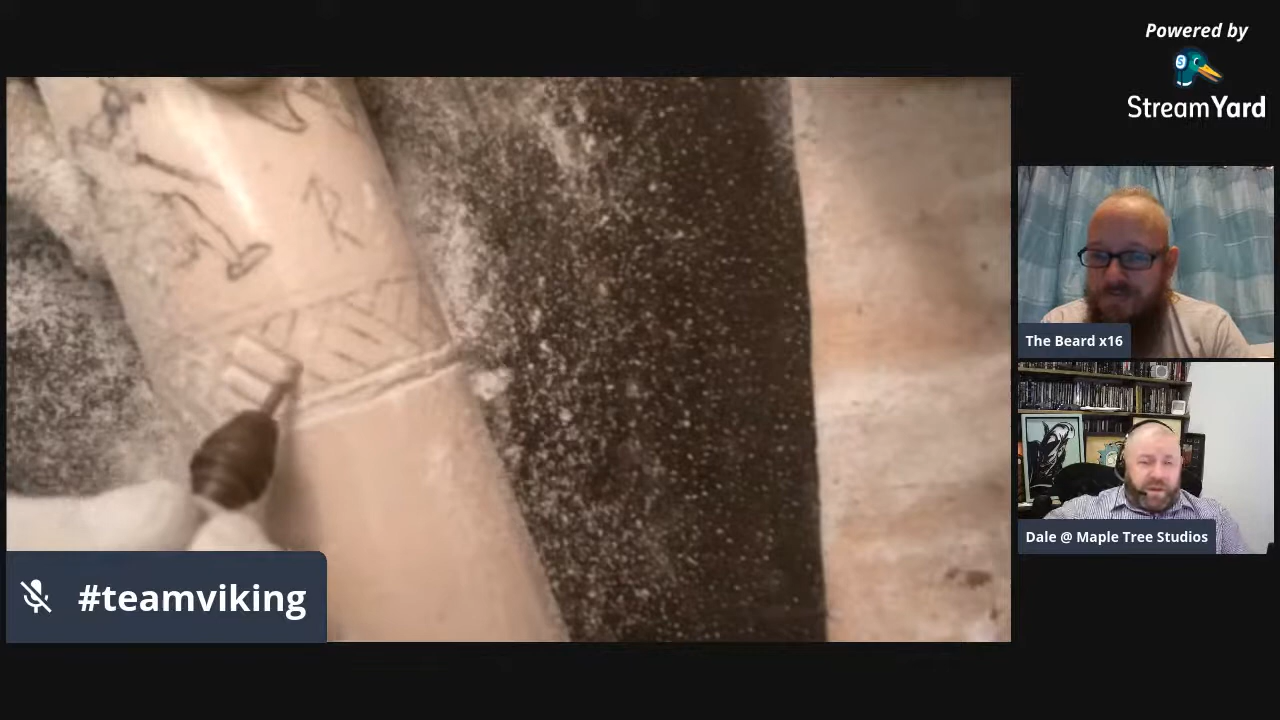 Powered by
StreamYard
R
The Beard x16
Dale @ Maple Tree Studios
#teamviking